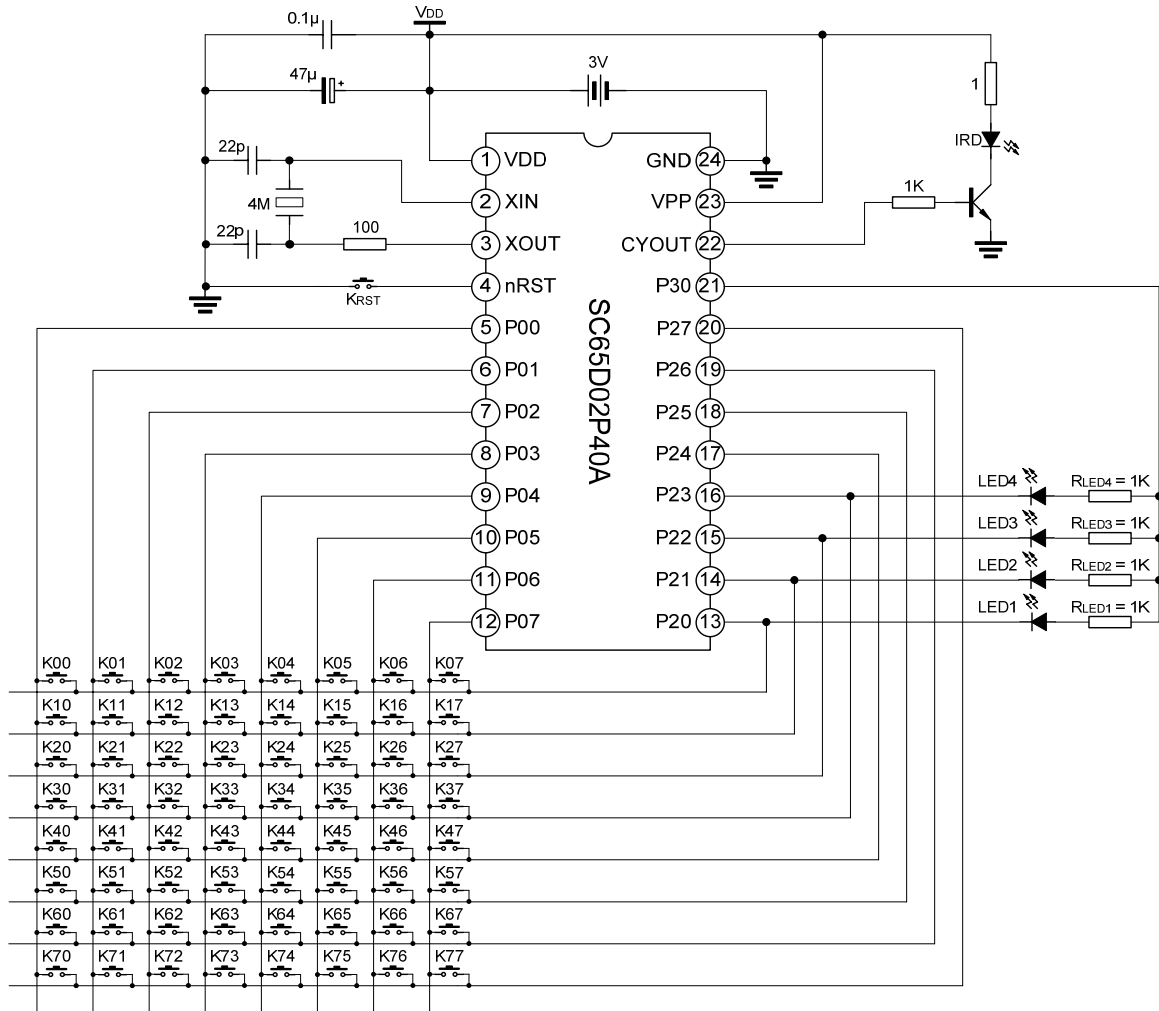 VDD
0.1μ
47μ
+
3V
1
IRD
22p
4M
22p
100
KRST
1K
1 VDD
2 XIN
3 XOUT
4 nRST
5 P00
6 P01
7 P02
8 P03
9 P04
10 P05
11 P06
12 P07
SC65D02P40A
GND 24
VPP 23
CYOUT 22
P30 21
P27 20
P26 19
P25 18
P24 17
P23 16
P22 15
P21 14
P20 13
LED4 RLED4 = 1K
LED3 RLED3 = 1K
LED2 RLED2 = 1K
LED1 RLED1 = 1K
K00 K01 K02 K03 K04 K05 K06 K07
K10 K11 K12 K13 K14 K15 K16 K17
K20 K21 K22 K23 K24 K25 K26 K27
K30 K31 K32 K33 K34 K35 K36 K37
K40 K41 K42 K43 K44 K45 K46 K47
K50 K51 K52 K53 K54 K55 K56 K57
K60 K61 K62 K63 K64 K65 K66 K67
K70 K71 K72 K73 K74 K75 K76 K77